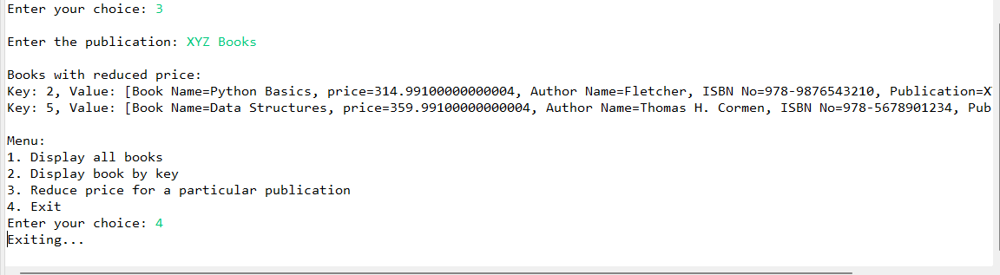 Enter your choice: 3
Enter the publication: XYZ Books
Books with reduced price:
Key: 2, Value: [Book Name=Python Basics, price=314.99100000000004, Author Name=Fletcher, ISBN No=978-9876543210, Publication=X
Key: 5, Value: [Book Name=Data Structures, price=359.99100000000004, Author Name=Thomas H. Cormen, ISBN No=978-5678901234, Pub
Menu:
1. Display all books
2. Display book by key
3. Reduce price for a particular publication
4. Exit
Enter your choice: 4
Exiting...